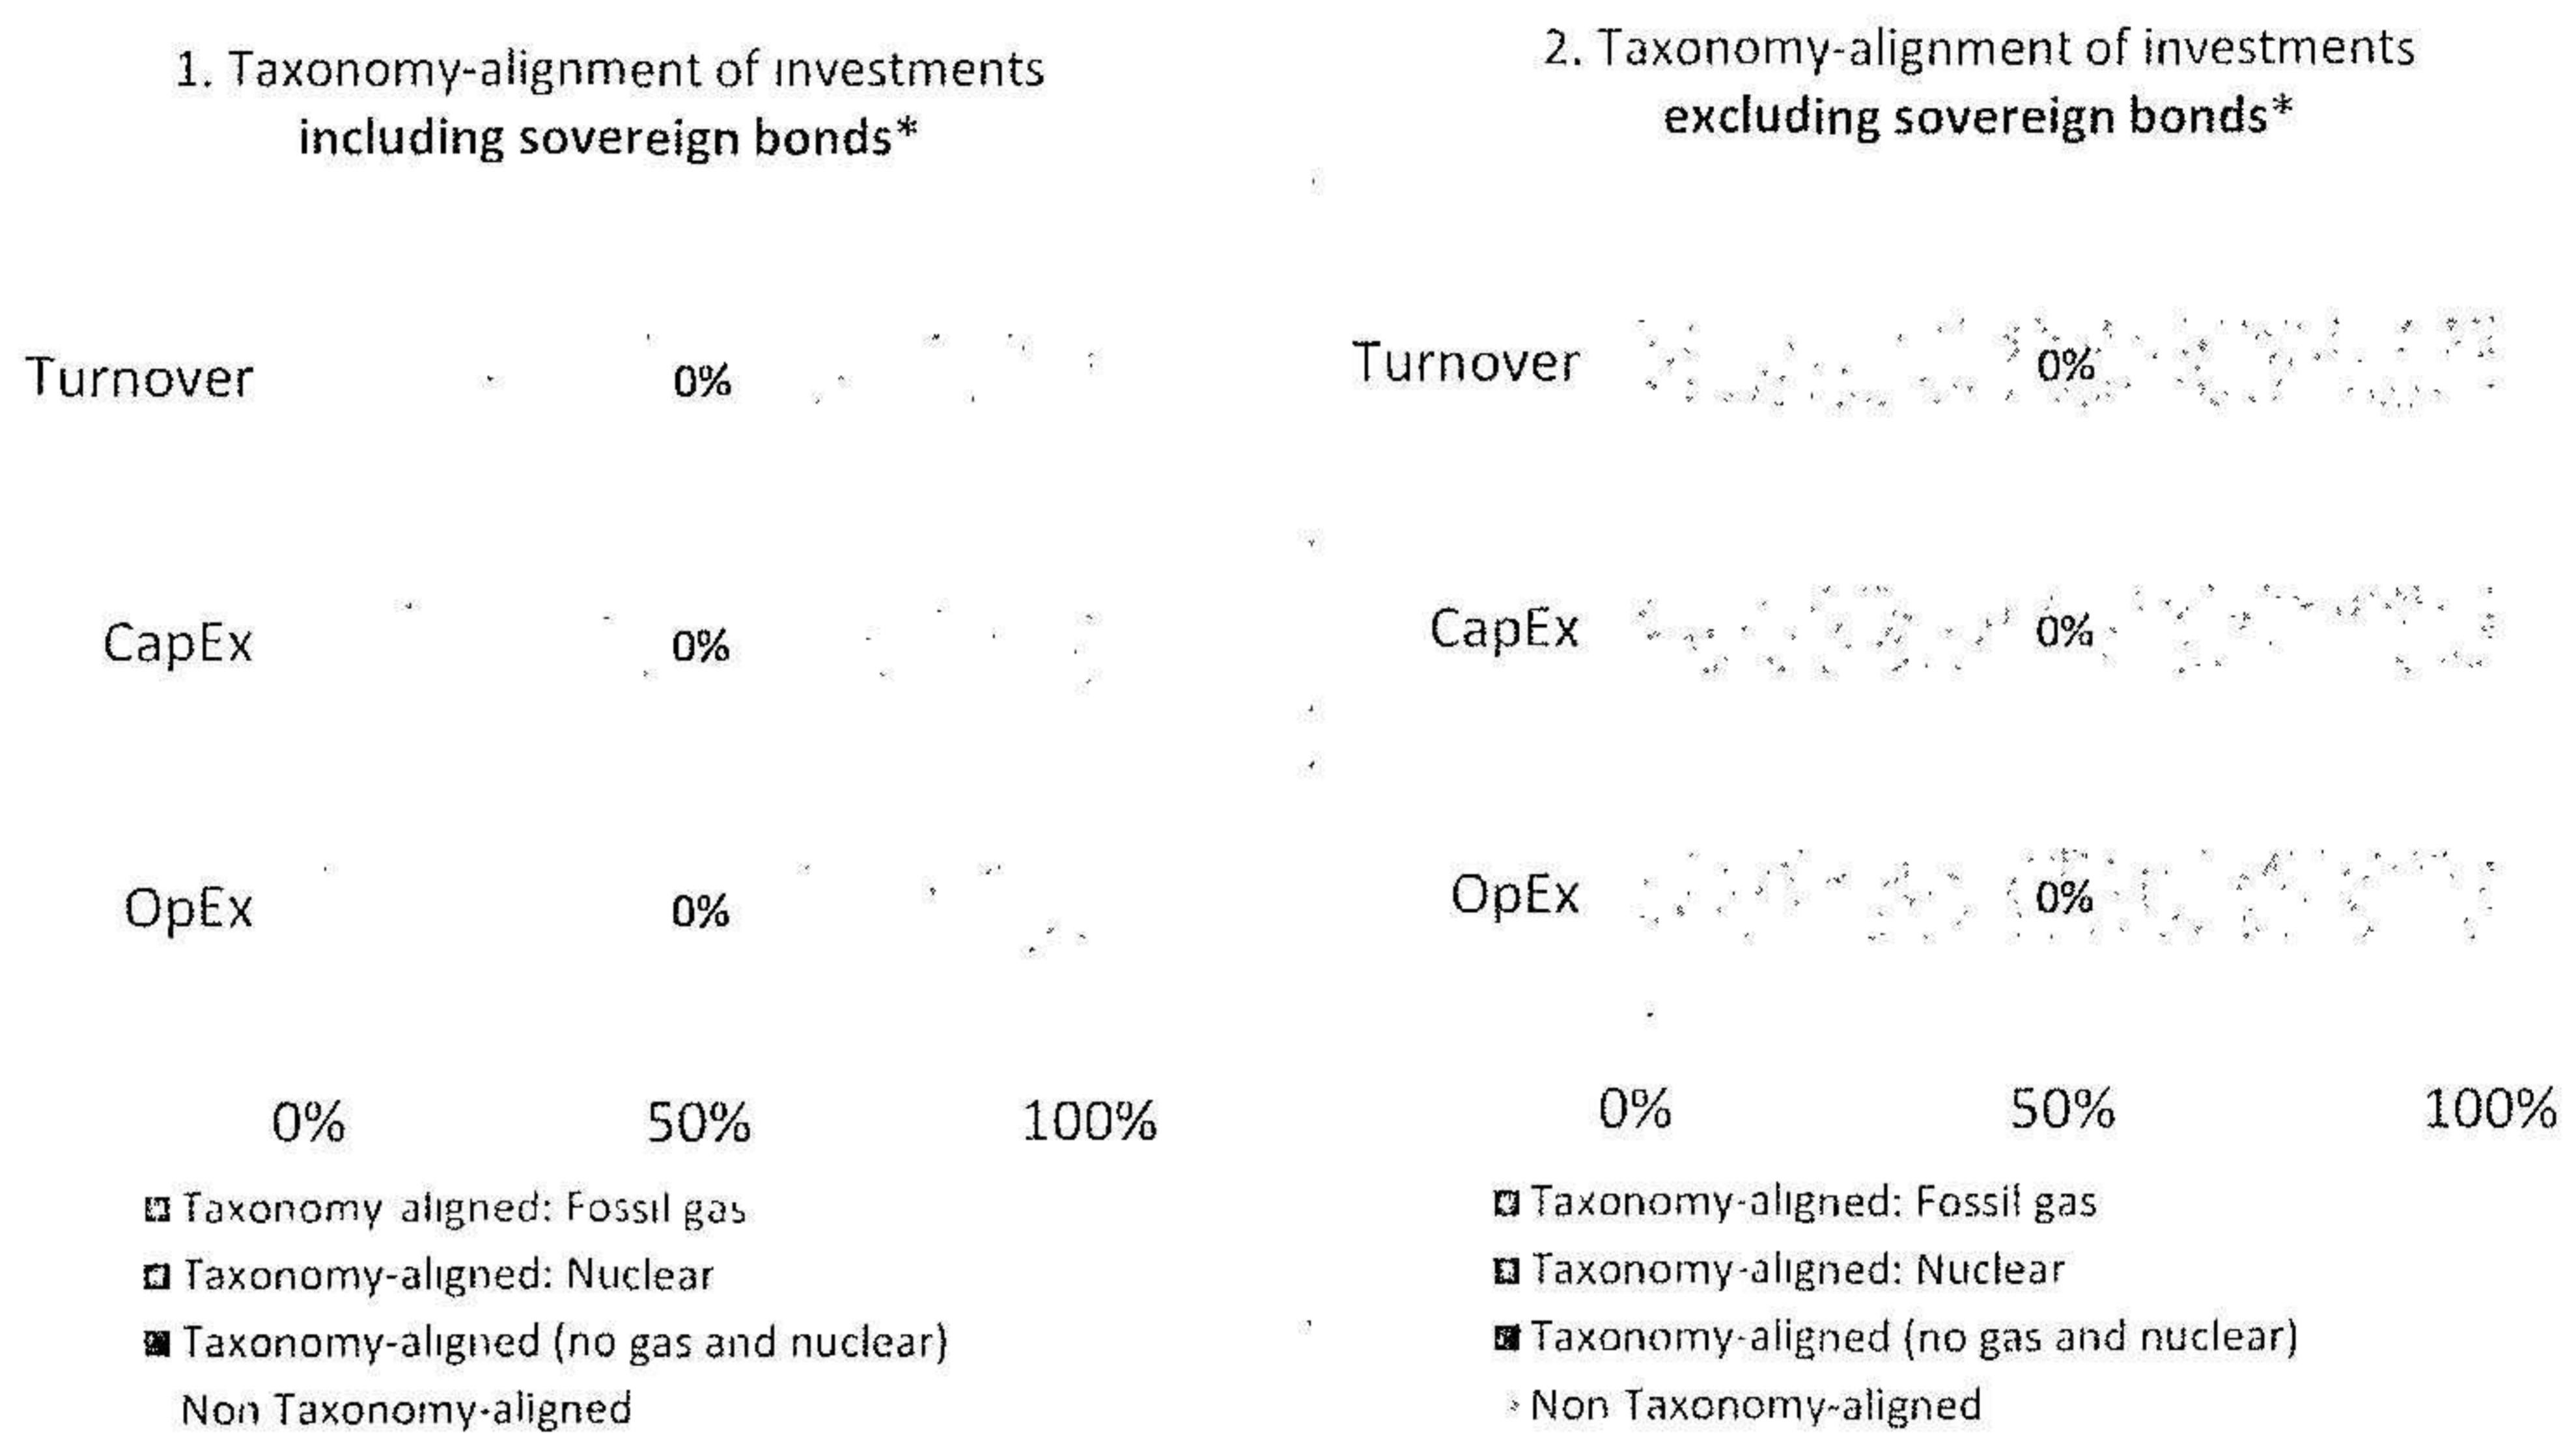 1. Taxonomy-alignment of investments
including sovereign bonds*
Turnover
0%
CapEx
0%
OpEx
0%
0% 50% 100%
Taxonomy aligned: Fossil gas
Taxonomy-aligned: Nuclear
Taxonomy-aligned (no gas and nuclear)
Non Taxonomy-aligned
2. Taxonomy-alignment of investments
excluding sovereign bonds*
Turnover
0%
CapEx
0%
OpEx
0%
0% 50% 100%
Taxonomy-aligned: Fossil gas
Taxonomy-aligned: Nuclear
Taxonomy-aligned (no gas and nuclear)
Non Taxonomy-aligned